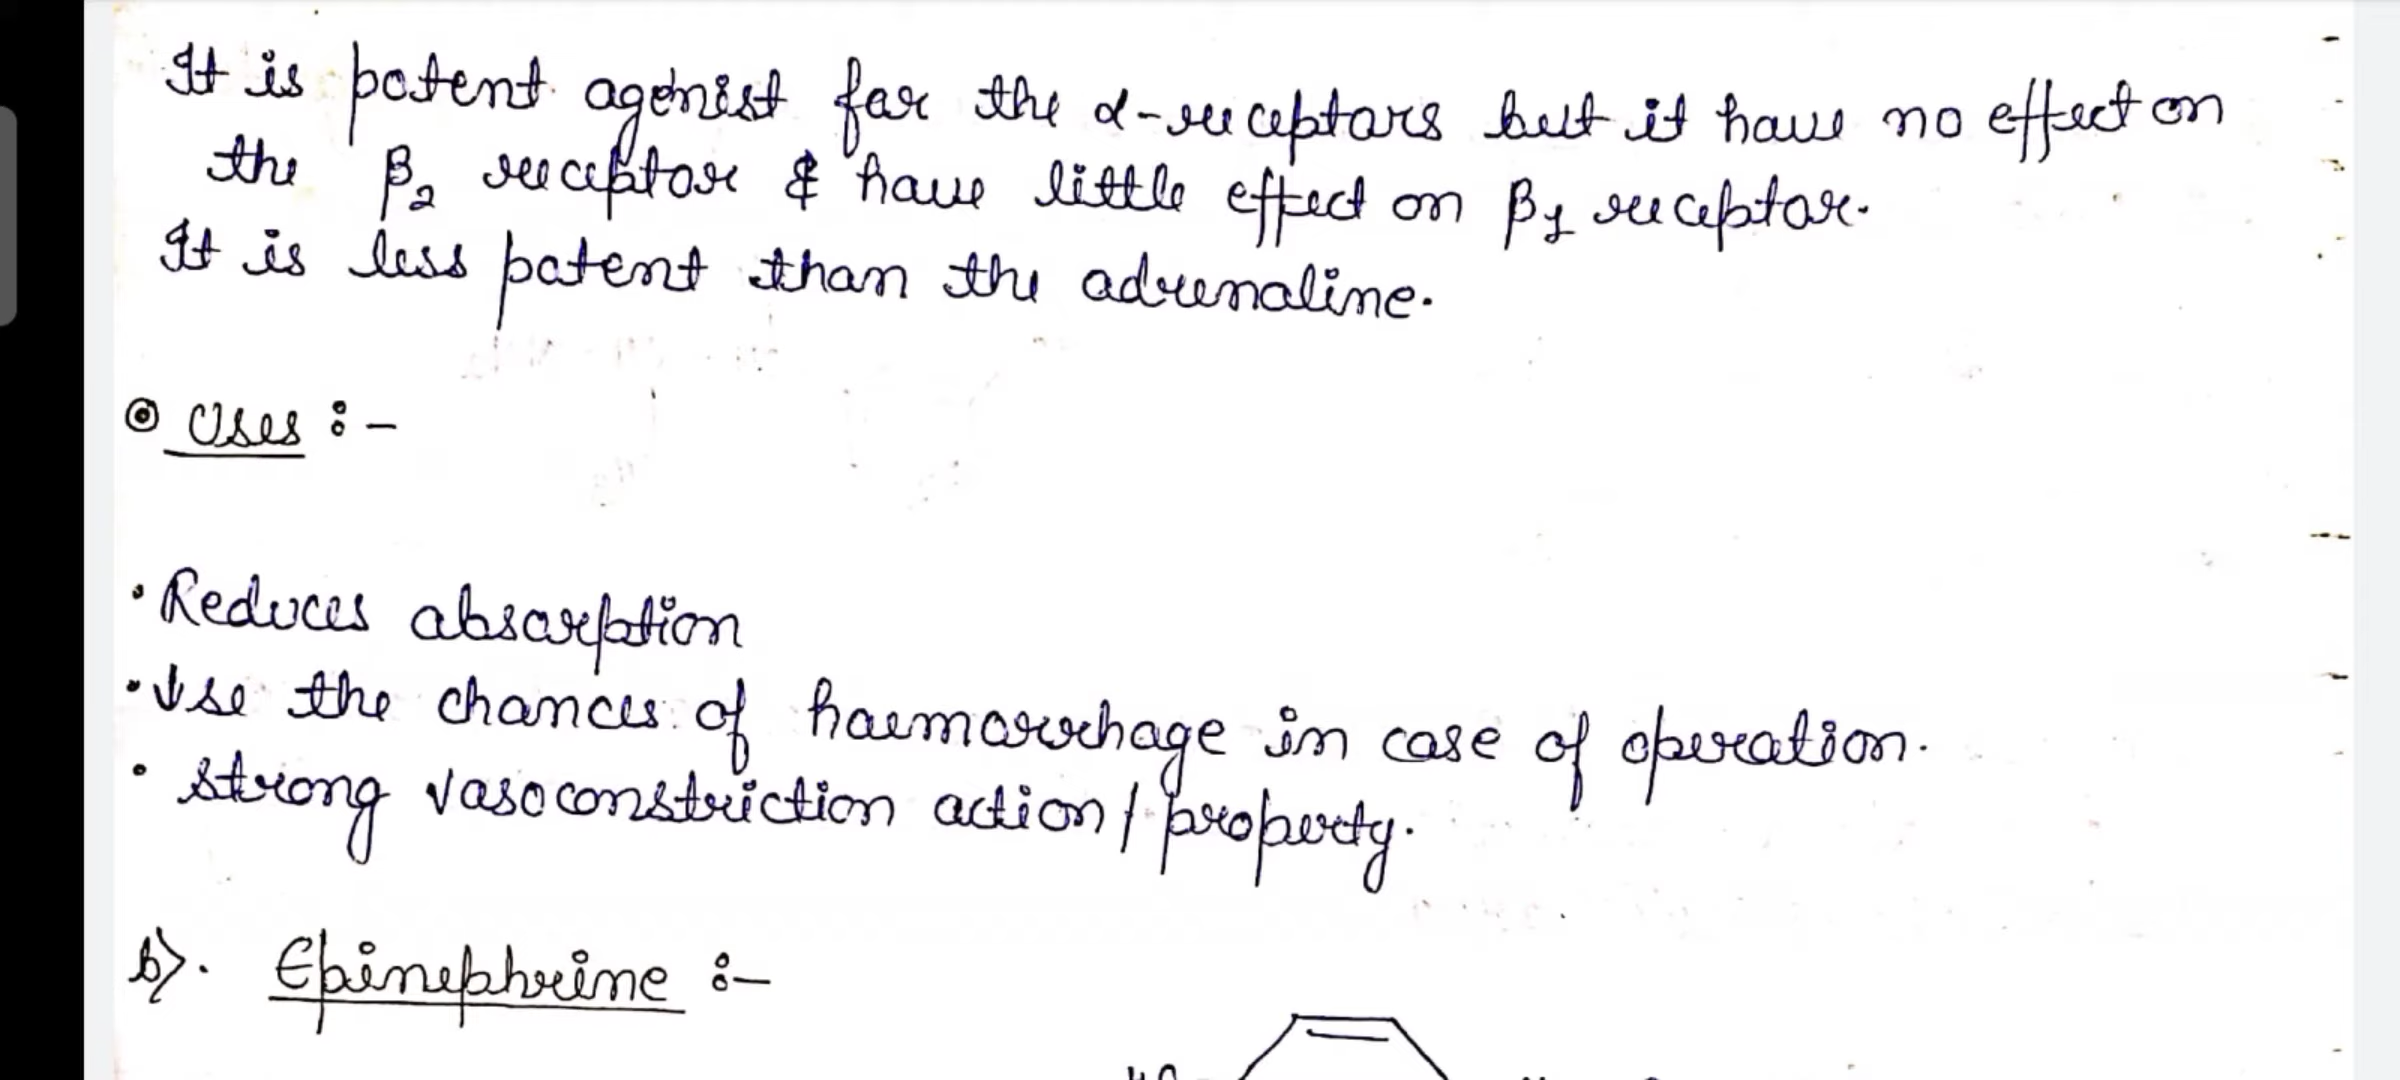 It is potent agonist for the α-receptors but it have no effect on
the β2 receptor & have little effect on β1 receptor.
It is less potent than the adrenaline.
Uses :-
• Reduces absorption
• ↓se the chances of haemorrhage in case of operation.
• strong vasoconstriction action / property.
b). Epinephrine :-
HO